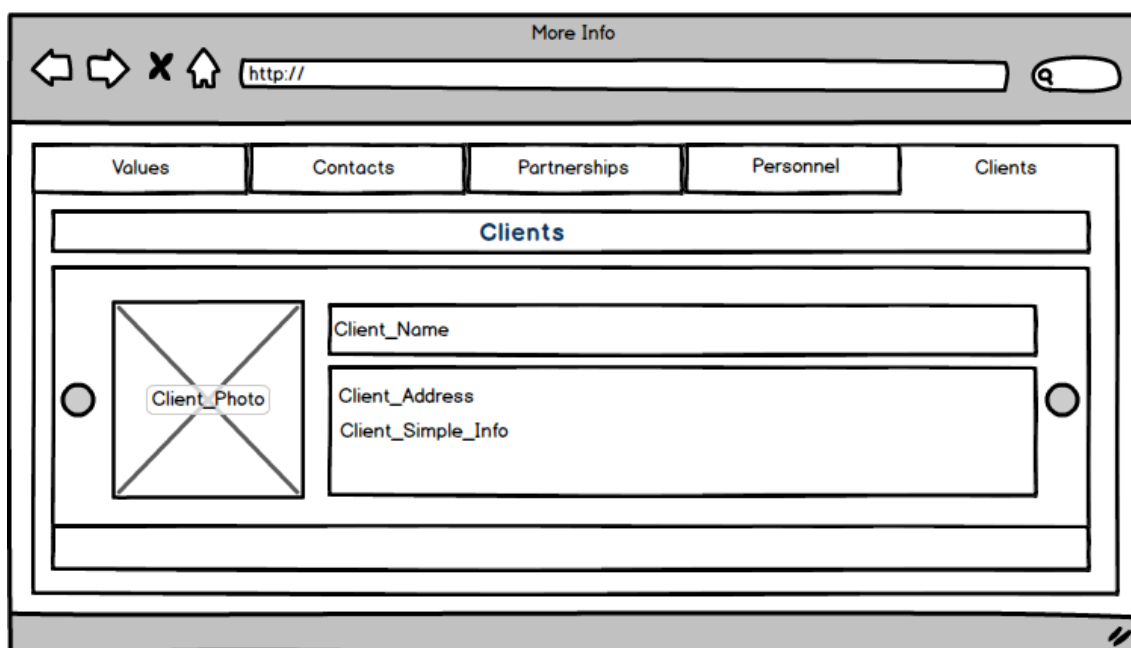 More Info
http://
Values Contacts Partnerships Personnel Clients
Clients
Client_Name
Client_Photo
Client_Address
Client_Simple_Info